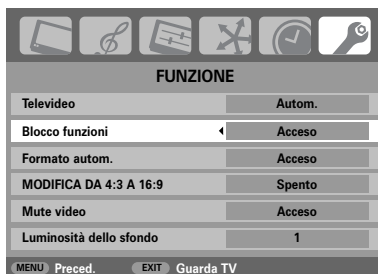 FUNZIONE
Televideo Autom.
Blocco funzioni Acceso
Formato autom. Acceso
MODIFICA DA 4:3 A 16:9 Spento
Mute video Acceso
Luminosità dello sfondo 1
MENU Preced. EXIT Guarda TV